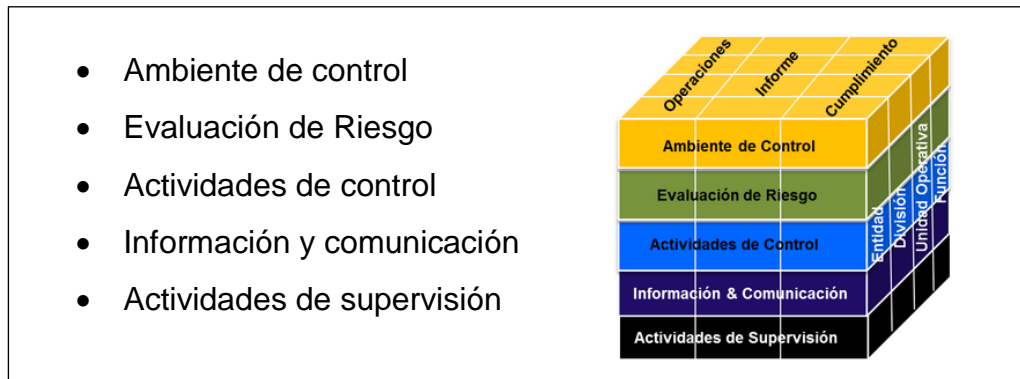 • Ambiente de control
• Evaluación de Riesgo
• Actividades de control
• Información y comunicación
• Actividades de supervisión
Operaciones
Informe
Cumplimiento
Ambiente de Control
Evaluación de Riesgo
Actividades de Control
Información & Comunicación
Actividades de Supervisión
Entidad
División
Unidad Operativa
Función